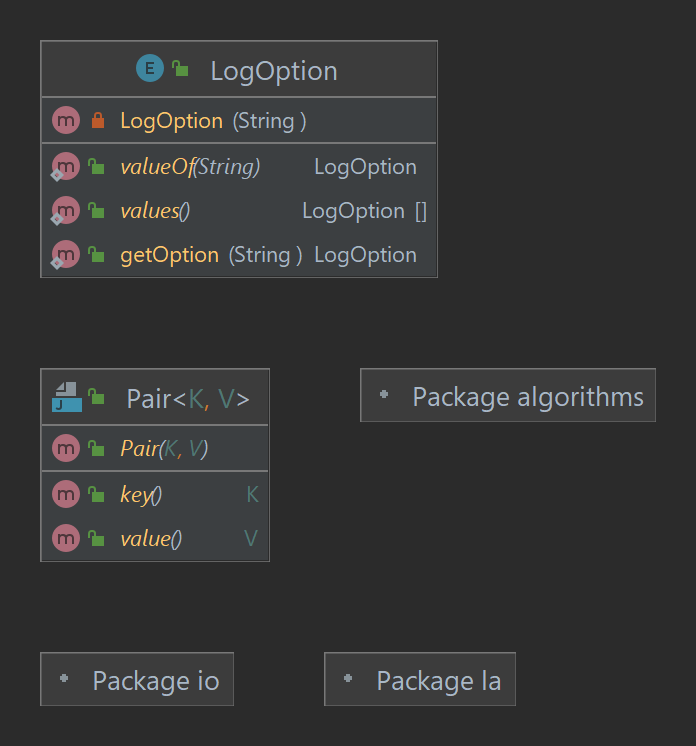 E LogOption
m LogOption (String )
m valueOf(String) LogOption
m values() LogOption []
m getOption (String ) LogOption
J Pair<K, V>
m Pair(K, V)
m key() K
m value() V
Package algorithms
Package io
Package la